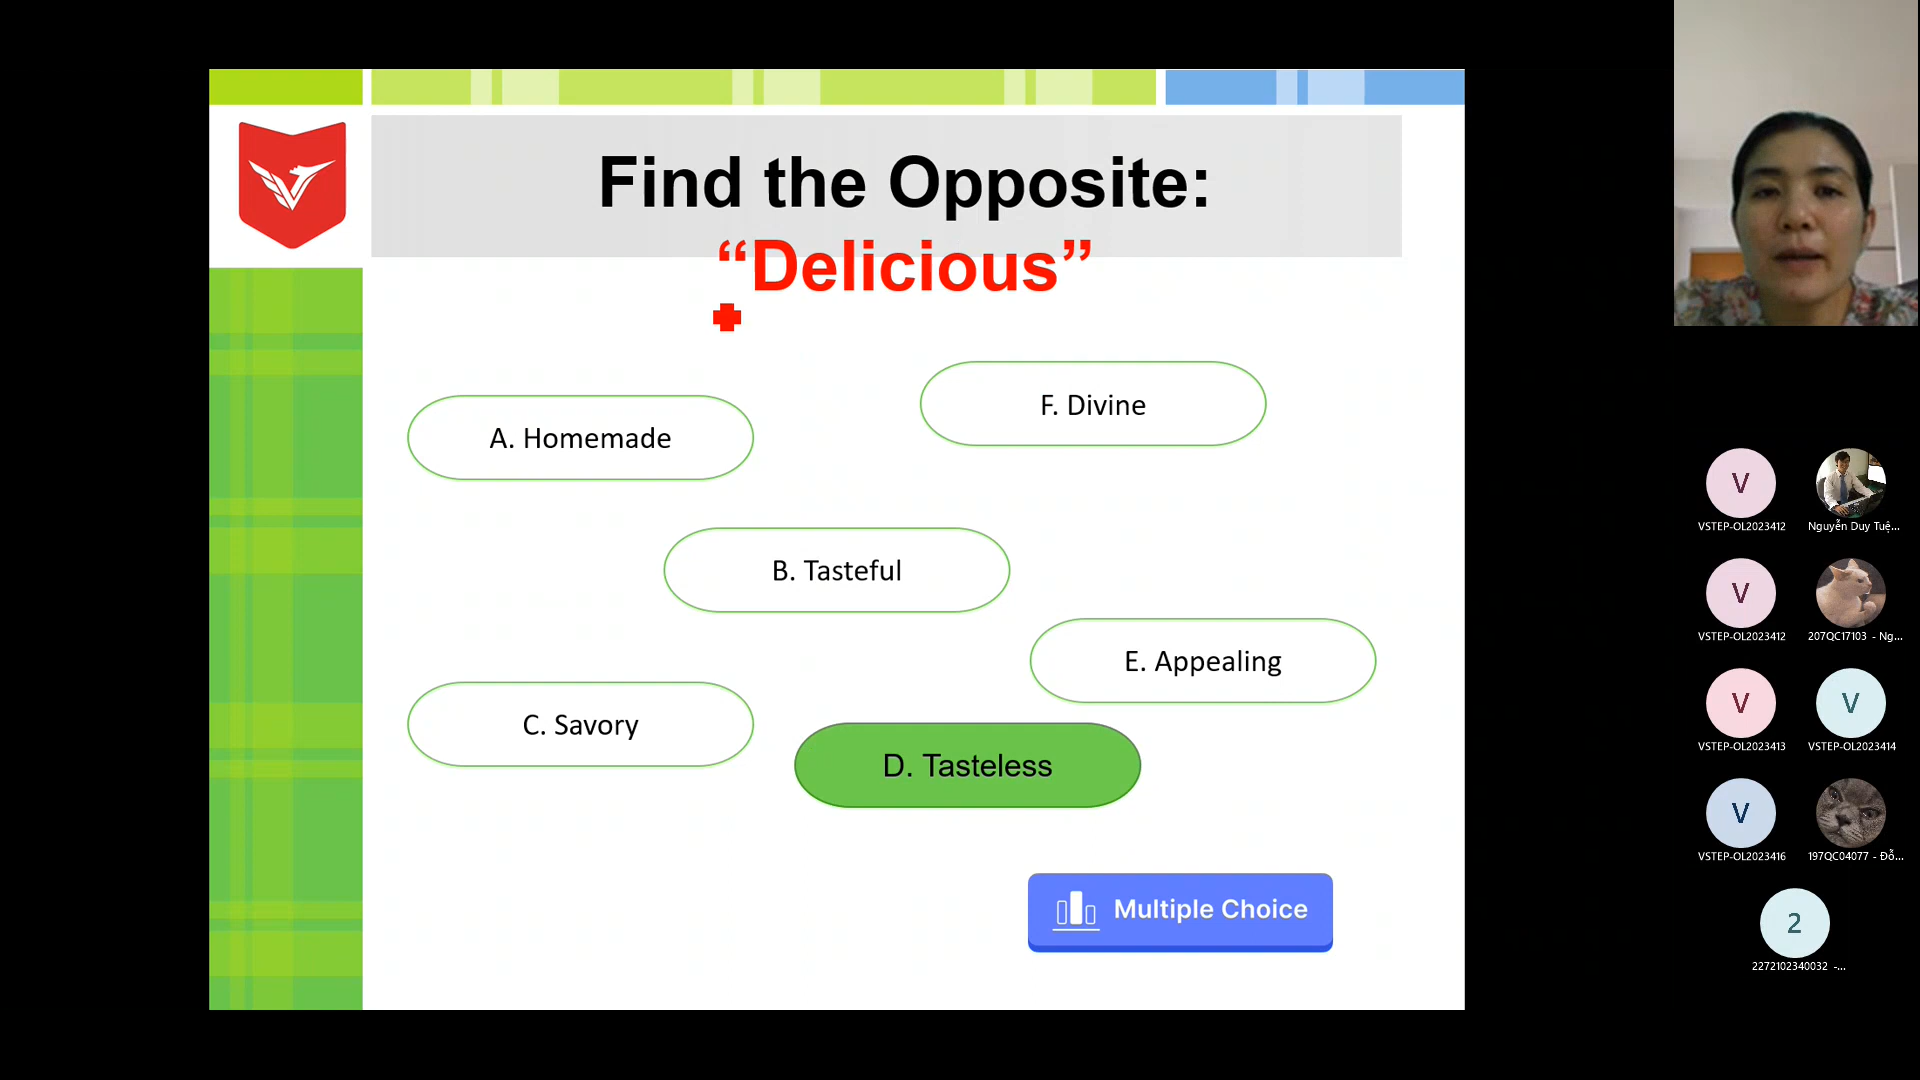 Find the Opposite:
“Delicious”
A. Homemade
F. Divine
B. Tasteful
E. Appealing
C. Savory
D. Tasteless
Multiple Choice
V
VSTEP-OL2023412
Nguyễn Duy Tuệ...
V
VSTEP-OL2023412
207QC17103 - Ng...
V
VSTEP-OL2023413
V
VSTEP-OL2023414
V
VSTEP-OL2023416
197QC04077 - Đỗ...
2
2272102340032 -...